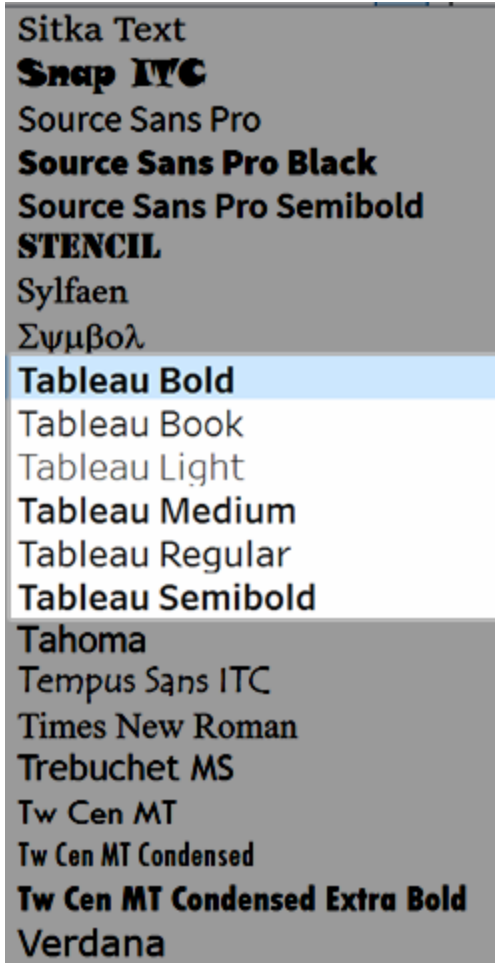 Sitka Text
Snap ITC
Source Sans Pro
Source Sans Pro Black
Source Sans Pro Semibold
STENCIL
Sylfaen
Σψμβολ
Tableau Bold
Tableau Book
Tableau Light
Tableau Medium
Tableau Regular
Tableau Semibold
Tahoma
Tempus Sans ITC
Times New Roman
Trebuchet MS
Tw Cen MT
Tw Cen MT Condensed
Tw Cen MT Condensed Extra Bold
Verdana